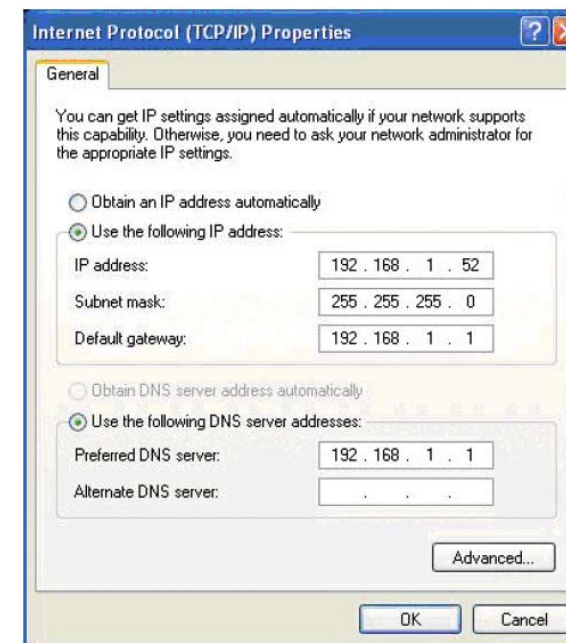 Internet Protocol (TCP/IP) Properties
General
You can get IP settings assigned automatically if your network supports
this capability. Otherwise, you need to ask your network administrator for
the appropriate IP settings.
Obtain an IP address automatically
Use the following IP address:
IP address: 192 . 168 . 1 . 52
Subnet mask: 255 . 255 . 255 . 0
Default gateway: 192 . 168 . 1 . 1
Obtain DNS server address automatically
Use the following DNS server addresses:
Preferred DNS server: 192 . 168 . 1 . 1
Alternate DNS server: . . .
Advanced...
OK Cancel